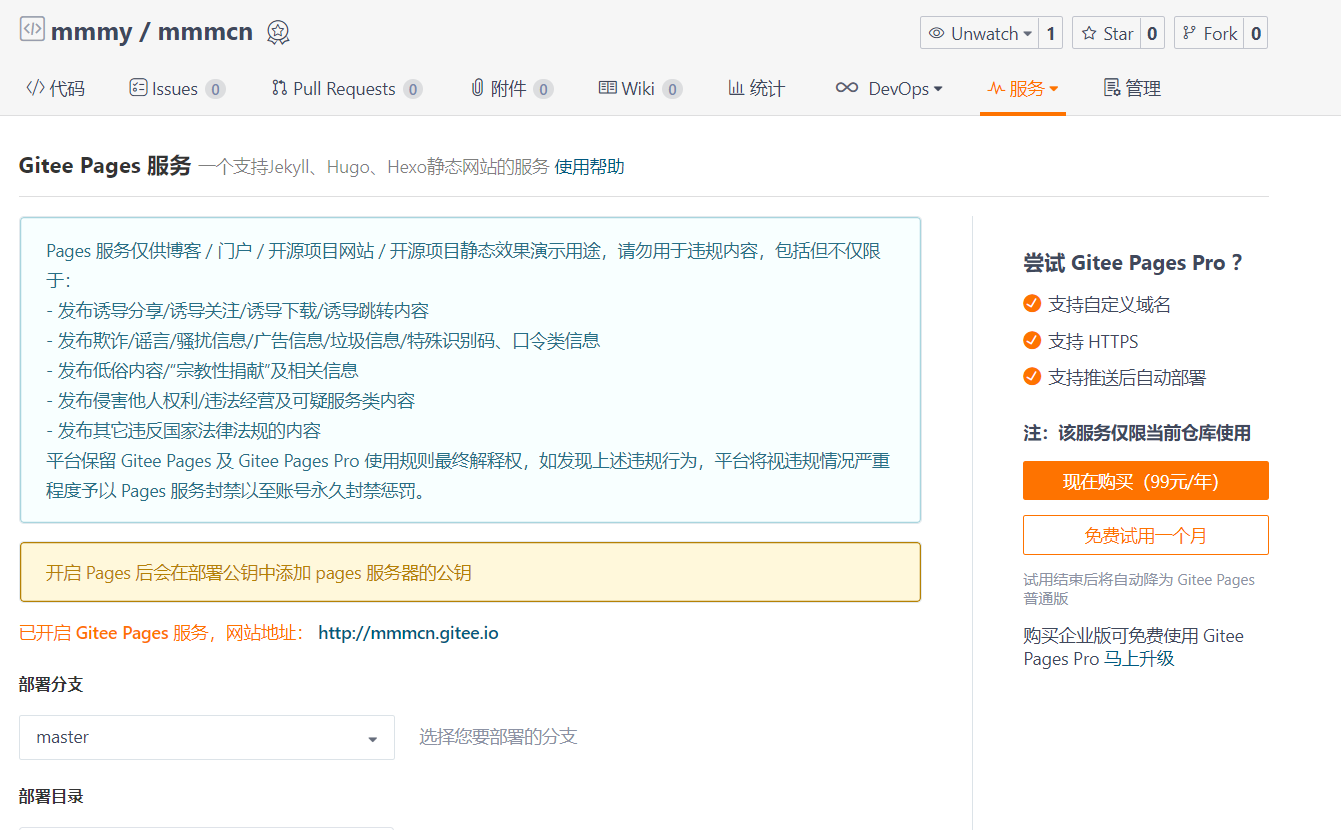 mmmy / mmmcn
Unwatch 1 Star 0 Fork 0
代码 Issues 0 Pull Requests 0 附件 0 Wiki 0 统计 DevOps 服务 管理
Gitee Pages 服务 一个支持Jekyll、Hugo、Hexo静态网站的服务 使用帮助
Pages 服务仅供博客 / 门户 / 开源项目网站 / 开源项目静态效果演示用途，请勿用于违规内容，包括但不仅限
于：
- 发布诱导分享/诱导关注/诱导下载/诱导跳转内容
- 发布欺诈/谣言/骚扰信息/广告信息/垃圾信息/特殊识别码、口令类信息
- 发布低俗内容/“宗教性捐献”及相关信息
- 发布侵害他人权利/违法经营及可疑服务类内容
- 发布其它违反国家法律法规的内容
平台保留 Gitee Pages 及 Gitee Pages Pro 使用规则最终解释权，如发现上述违规行为，平台将视违规情况严重
程度予以 Pages 服务封禁以至账号永久封禁惩罚。
开启 Pages 后会在部署公钥中添加 pages 服务器的公钥
已开启 Gitee Pages 服务，网站地址： http://mmmcn.gitee.io
部署分支
master 选择您要部署的分支
部署目录
尝试 Gitee Pages Pro？
支持自定义域名
支持 HTTPS
支持推送后自动部署
注：该服务仅限当前仓库使用
现在购买（99元/年）
免费试用一个月
试用结束后将自动降为 Gitee Pages
普通版
购买企业版可免费使用 Gitee
Pages Pro 马上升级